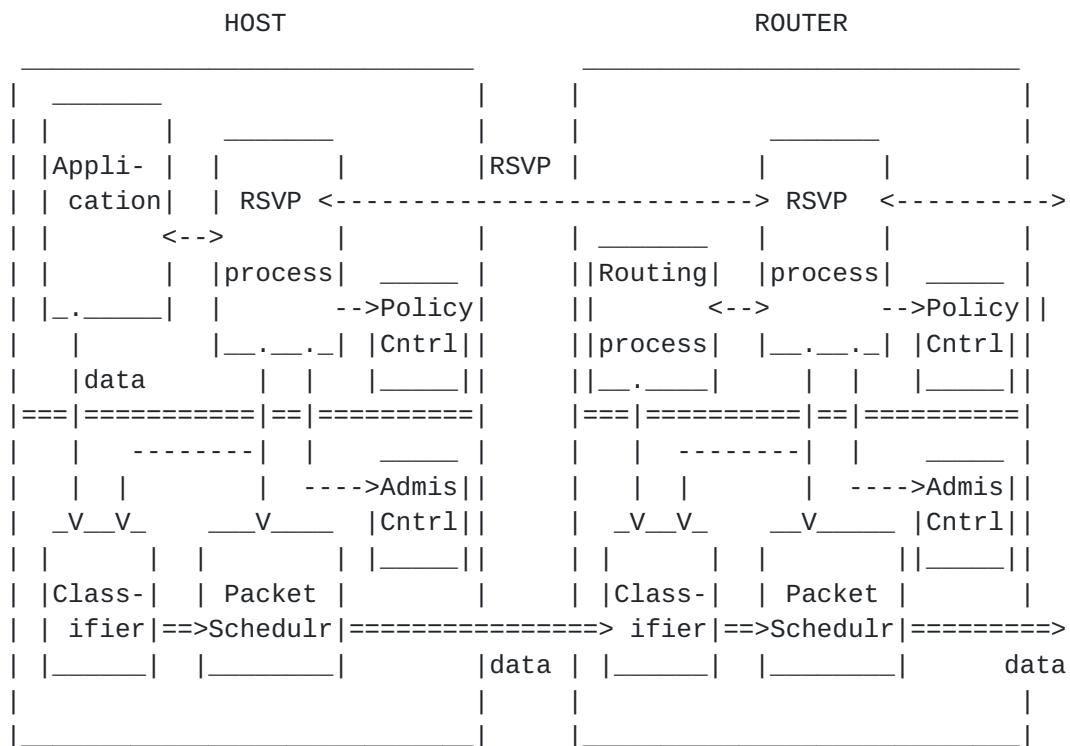 HOST ROUTER
Appli- RSVP
cation RSVP RSVP
process Routing process
Policy Policy
Cntrl process Cntrl
data
Admis Admis
Cntrl Cntrl
Class- Packet Class- Packet
ifier Schedulr ifier Schedulr
data data